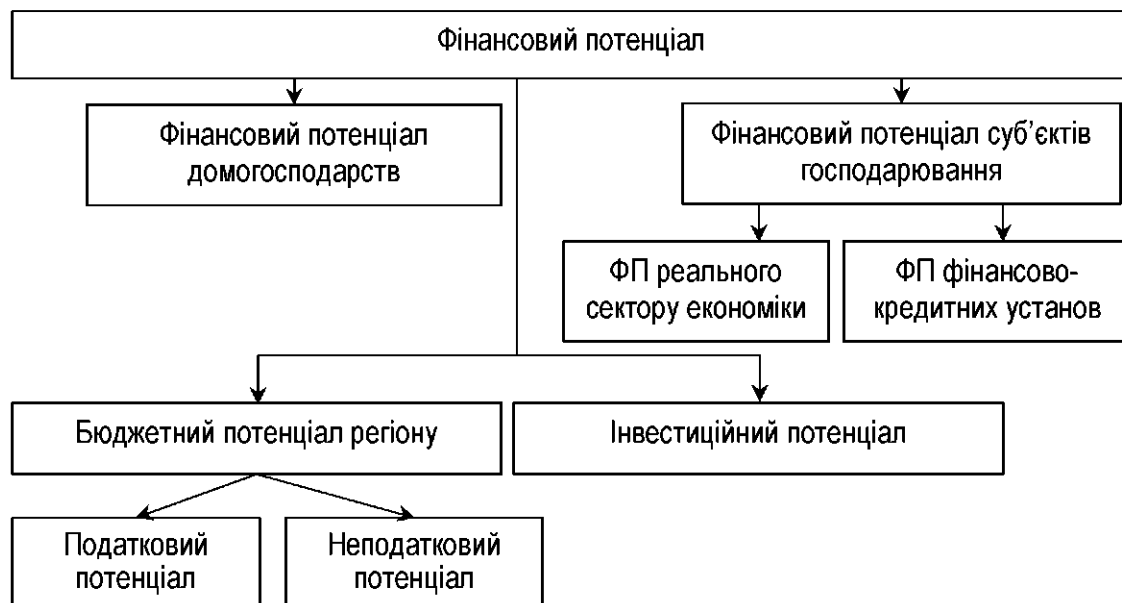 Фінансовий потенціал
Фінансовий потенціал
домогосподарств
Фінансовий потенціал суб’єктів
господарювання
ФП реального
сектору економіки
ФП фінансово-
кредитних установ
Бюджетний потенціал регіону
Інвестиційний потенціал
Податковий
потенціал
Неподатковий
потенціал